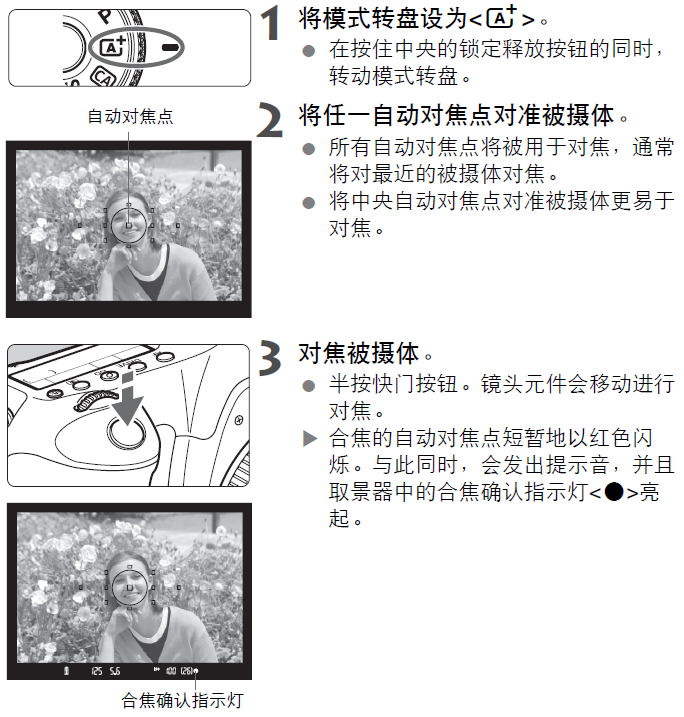 1 将模式转盘设为<A+>。
● 在按住中央的锁定释放按钮的同时，
转动模式转盘。
P
A+
CA
自动对焦点
2 将任一自动对焦点对准被摄体。
● 所有自动对焦点将被用于对焦，通常
将对最近的被摄体对焦。
● 将中央自动对焦点对准被摄体更易于
对焦。
3 对焦被摄体。
● 半按快门按钮。镜头元件会移动进行
对焦。
▶ 合焦的自动对焦点短暂地以红色闪
烁。与此同时，会发出提示音，并且
取景器中的合焦确认指示灯<●>亮
起。
125 5.6 100 [26]●
合焦确认指示灯